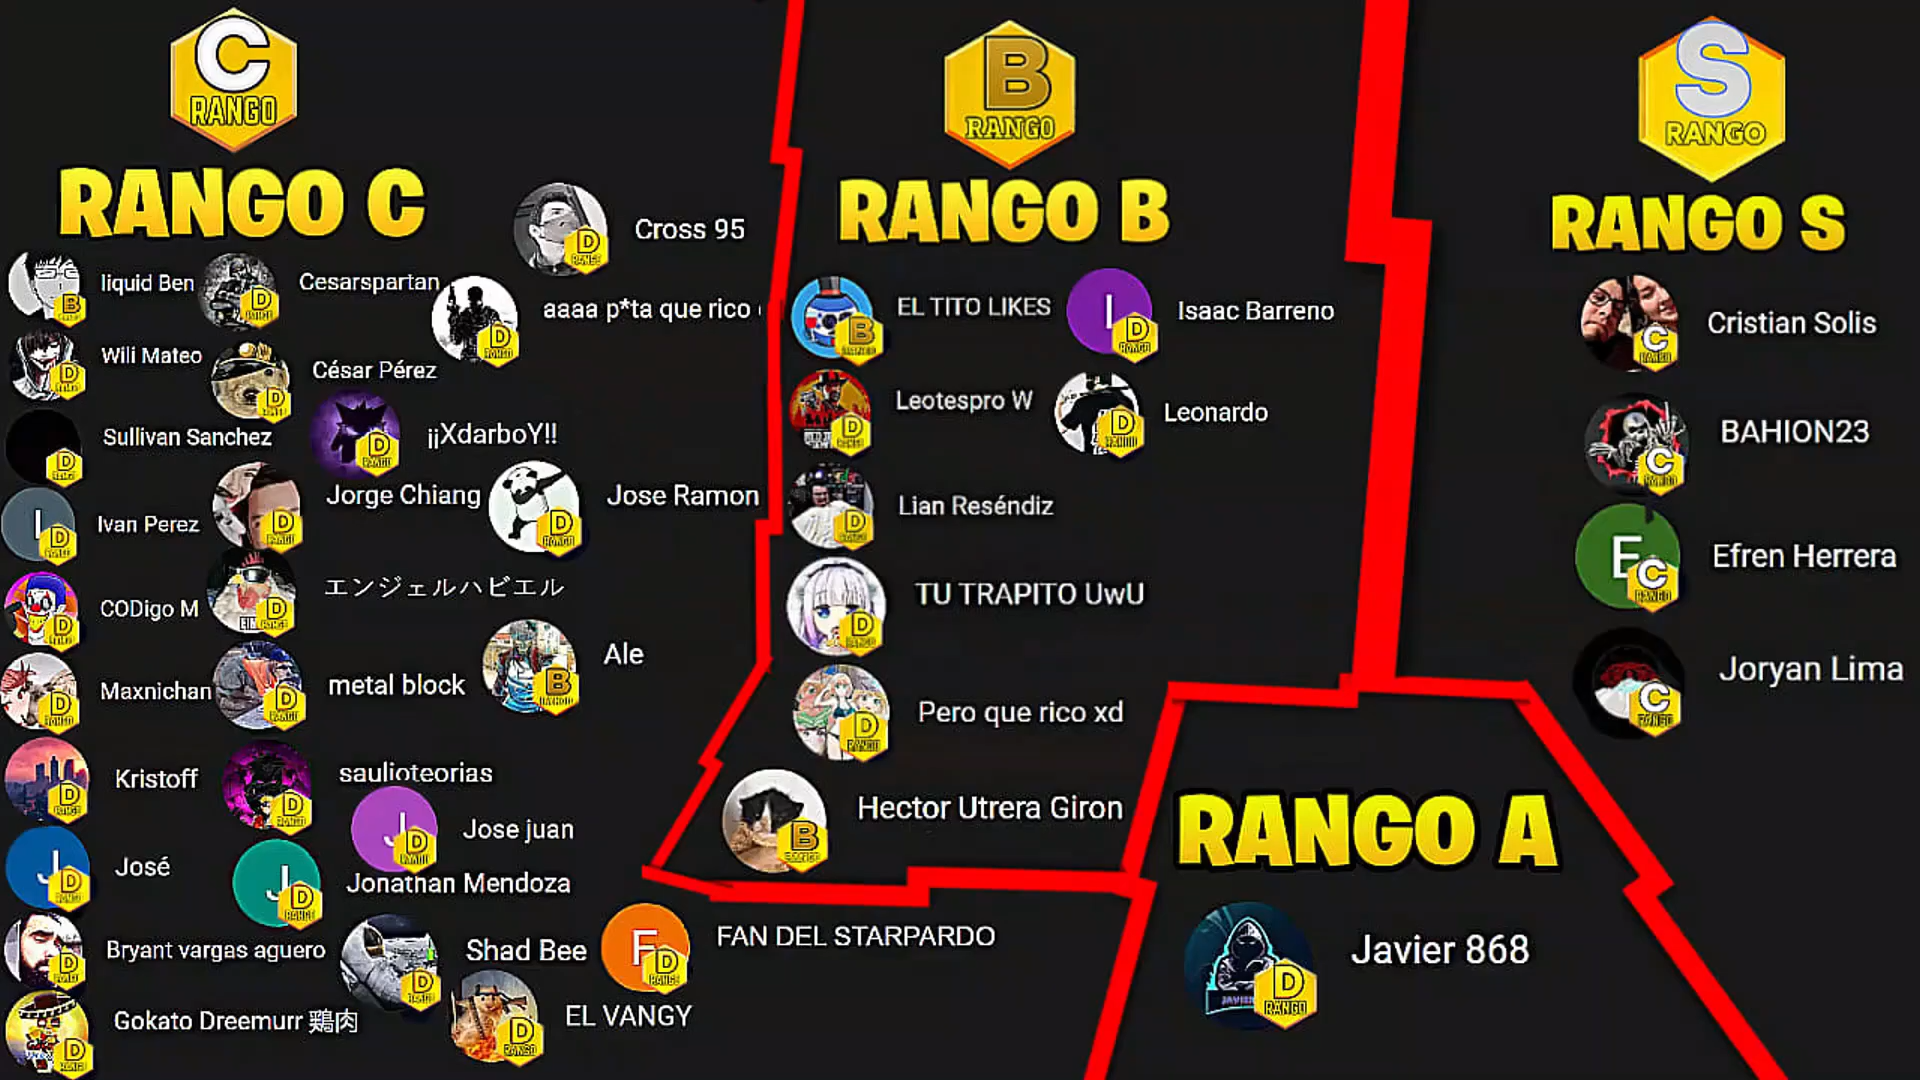 C
RANGO
RANGO C
Cross 95
liquid Ben
Cesarspartan
aaaa p*ta que rico
Wili Mateo
César Pérez
Sullivan Sanchez
¡¡XdarboY!!
Ivan Perez
Jorge Chiang
Jose Ramon
CODigo M
エンジェルハビエル
Maxnichan
metal block
Ale
Kristoff
saulioteorias
Jose juan
José
Jonathan Mendoza
Bryant vargas aguero
Shad Bee
FAN DEL STARPARDO
Gokato Dreemurr 鶏肉
EL VANGY
B
RANGO
RANGO B
EL TITO LIKES
Isaac Barreno
Leotespro W
Leonardo
Lian Reséndiz
TU TRAPITO UwU
Pero que rico xd
Hector Utrera Giron
S
RANGO
RANGO S
Cristian Solis
BAHION23
Efren Herrera
Joryan Lima
RANGO A
Javier 868